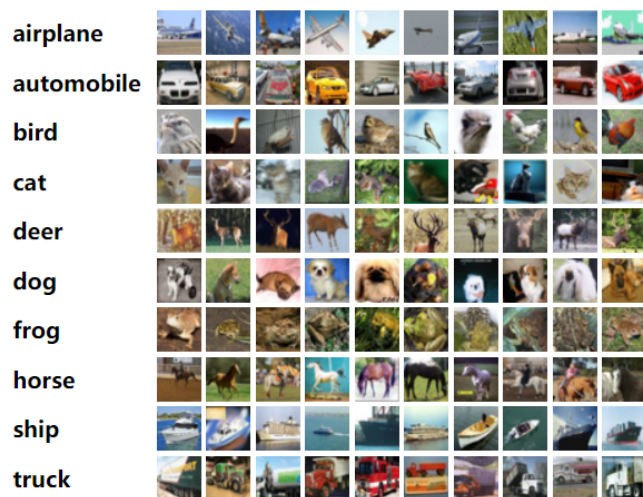 airplane
automobile
bird
cat
deer
dog
frog
horse
ship
truck